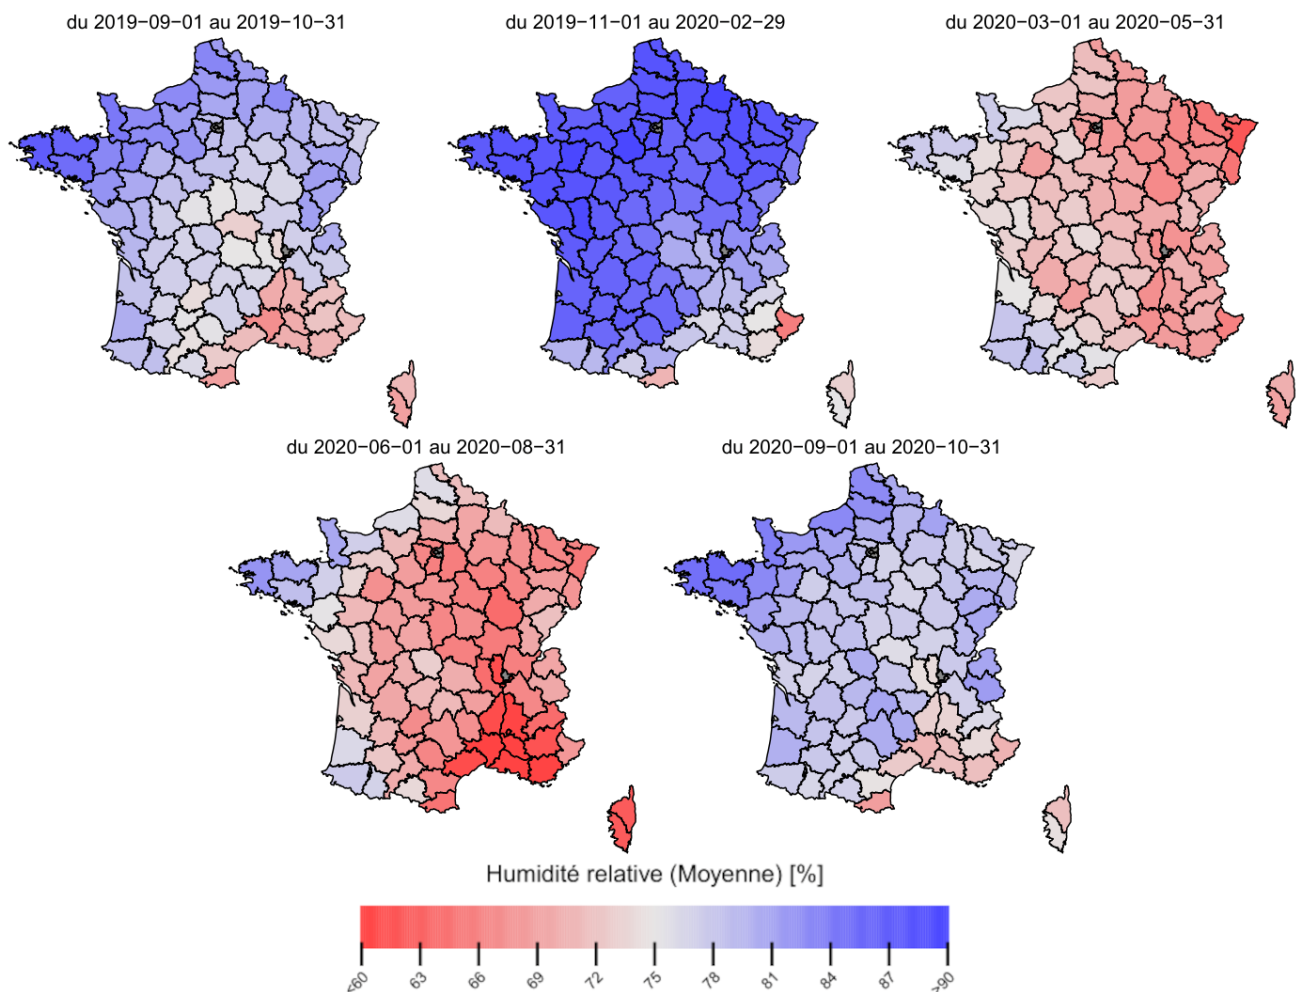 du 2019−09−01 au 2019−10−31
du 2019−11−01 au 2020−02−29
du 2020−03−01 au 2020−05−31
du 2020−06−01 au 2020−08−31
du 2020−09−01 au 2020−10−31
Humidité relative (Moyenne) [%]
<60 63 66 69 72 75 78 81 84 87 >90